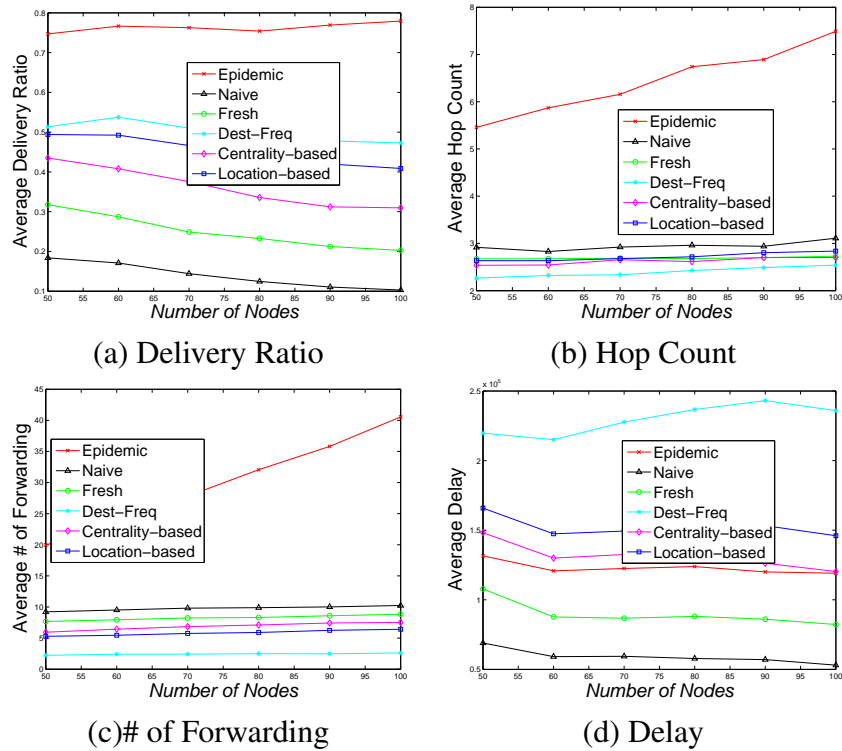 0.8
0.7
0.6
0.5
0.4
0.3
0.2
0.1
Average Delivery Ratio
Epidemic
Naive
Fresh
Dest-Freq
Centrality-based
Location-based
50 55 60 65 70 75 80 85 90 95 100
Number of Nodes
(a) Delivery Ratio
8
7
6
5
4
3
2
Average Hop Count
Epidemic
Naive
Fresh
Dest-Freq
Centrality-based
Location-based
50 55 60 65 70 75 80 85 90 95 100
Number of Nodes
(b) Hop Count
45
40
35
30
25
20
15
10
5
0
Average # of Forwarding
Epidemic
Naive
Fresh
Dest-Freq
Centrality-based
Location-based
50 55 60 65 70 75 80 85 90 95 100
Number of Nodes
(c)# of Forwarding
2.5
2
1.5
1
0.5
Average Delay
Epidemic
Naive
Fresh
Dest-Freq
Centrality-based
Location-based
50 55 60 65 70 75 80 85 90 95 100
Number of Nodes
(d) Delay